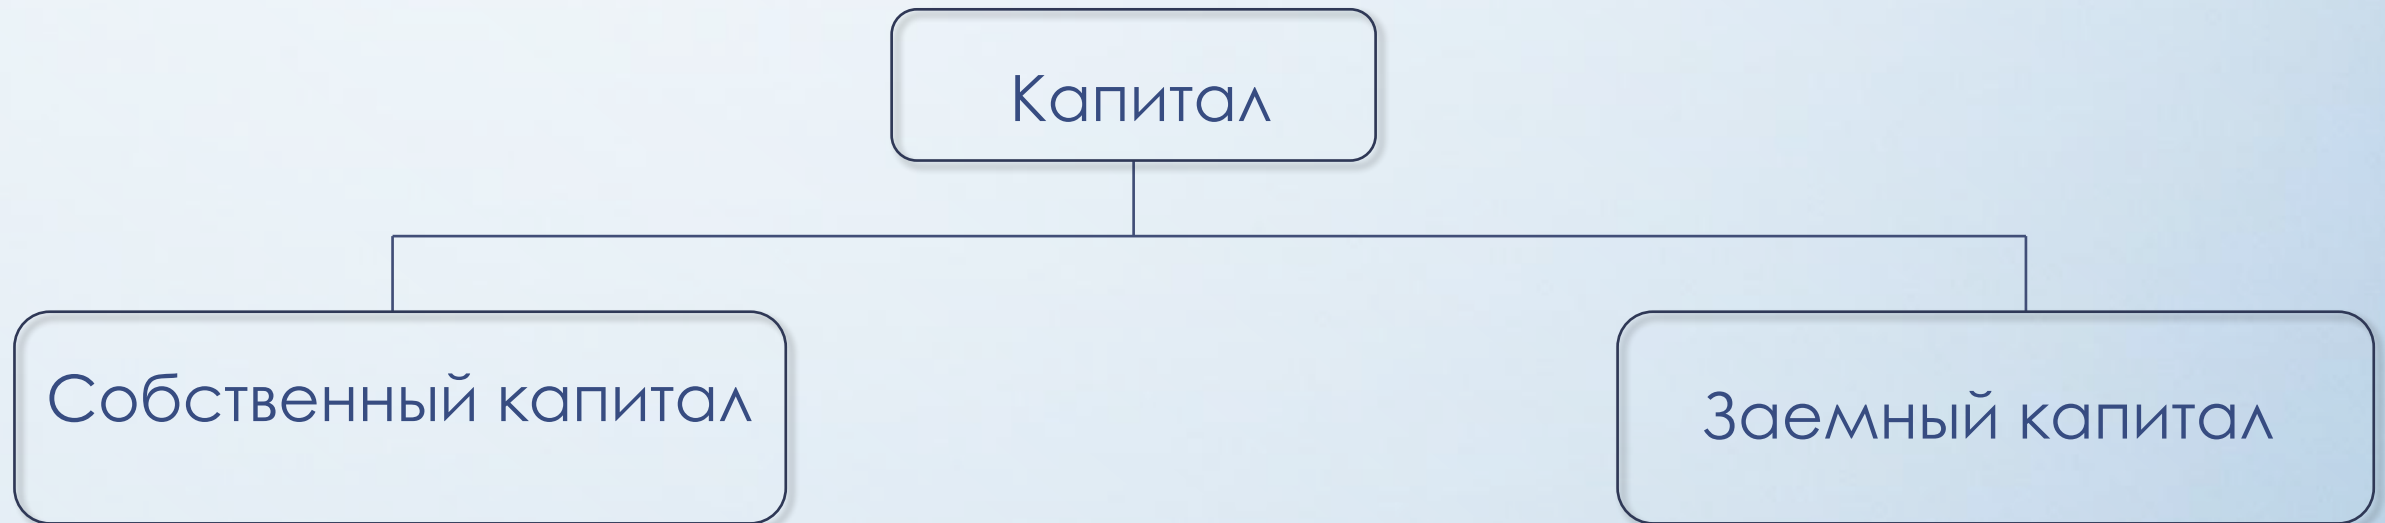 Капитал
Собственный капитал
Заемный капитал